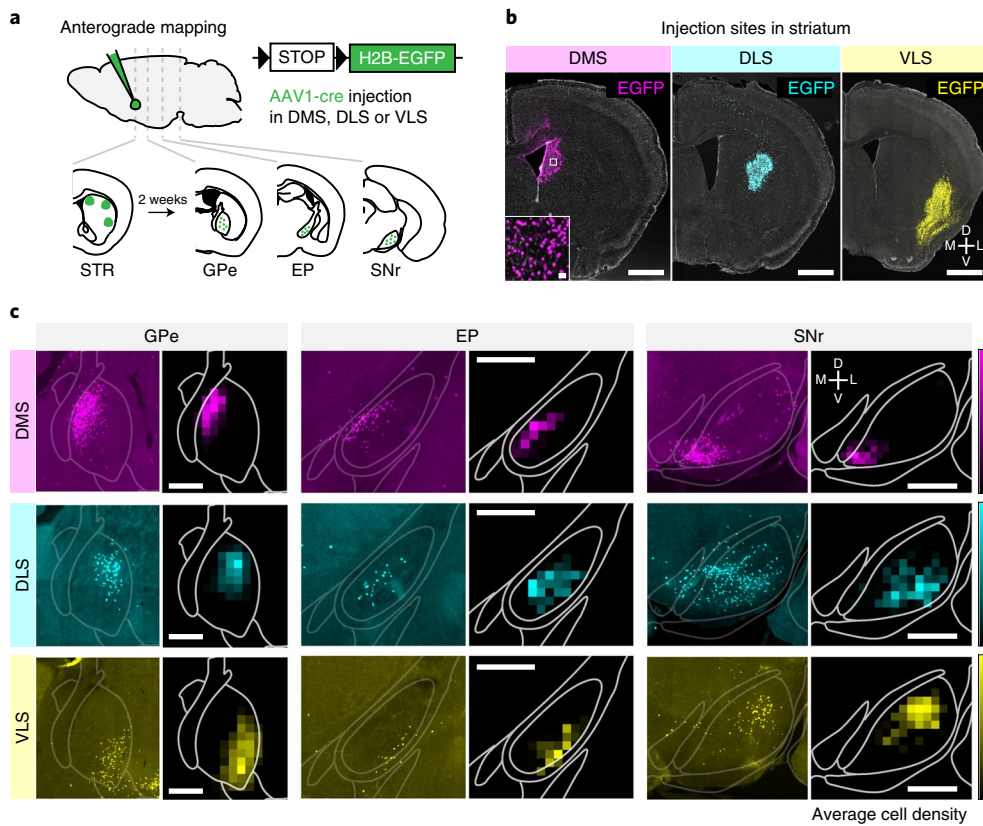 a
Anterograde mapping
STOP
H2B-EGFP
AAV1-cre injection
in DMS, DLS or VLS
2 weeks
STR
GPe
EP
SNr
b
Injection sites in striatum
DMS
DLS
VLS
EGFP
EGFP
EGFP
D
M
L
V
c
GPe
EP
SNr
DMS
D
M
L
V
DLS
VLS
Average cell density